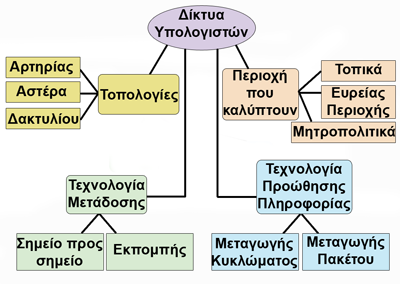 Δίκτυα
Υπολογιστών
Αρτηρίας
Αστέρα
Δακτυλίου
Τοπολογίες
Περιοχή
που
καλύπτουν
Τοπικά
Ευρείας
Περιοχής
Μητροπολιτικά
Τεχνολογία
Μετάδοσης
Σημείο προς
σημείο
Εκπομπής
Τεχνολογία
Προώθησης
Πληροφορίας
Μεταγωγής
Κυκλώματος
Μεταγωγής
Πακέτου